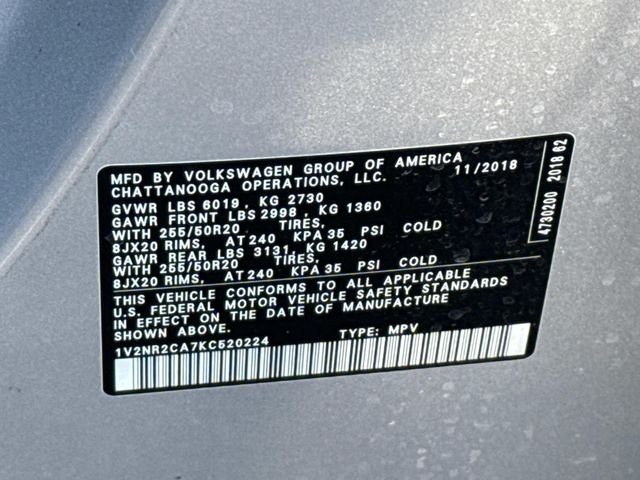 MFD BY VOLKSWAGEN GROUP OF AMERICA
CHATTANOOGA OPERATIONS, LLC. 11/2018
GVWR LBS 6019 , KG 2730
GAWR FRONT LBS 2998 , KG 1360
WITH 255/50R20 TIRES,
8JX20 RIMS, AT 240 KPA 35 PSI COLD
GAWR REAR LBS 3131, KG 1420
WITH 255/50R20 TIRES,
8JX20 RIMS, AT 240 KPA 35 PSI COLD
THIS VEHICLE CONFORMS TO ALL APPLICABLE
U.S. FEDERAL MOTOR VEHICLE SAFETY STANDARDS
IN EFFECT ON THE DATE OF MANUFACTURE
SHOWN ABOVE.
1V2NR2CA7KC520224 TYPE: MPV
4730200 2018 62